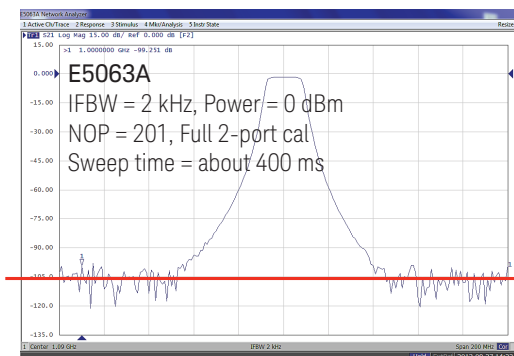 E5063A Network Analyzer
1 Active Ch/Trace 2 Response 3 Stimulus 4 Mkr/Analysis 5 Instr State
Resize
Tr1 S21 Log Mag 15.00 dB/ Ref 0.000 dB [F2]
15.00
>1 1.0000000 GHz -99.251 dB
0.000
E5063A
-15.00
IFBW = 2 kHz, Power = 0 dBm
-30.00
NOP = 201, Full 2-port cal
-45.00
Sweep time = about 400 ms
-60.00
-75.00
-90.00
1
1
-105.0
-120.0
-135.0
1 Center 1.09 GHz
IFBW 2 kHz
Span 200 MHz Cor